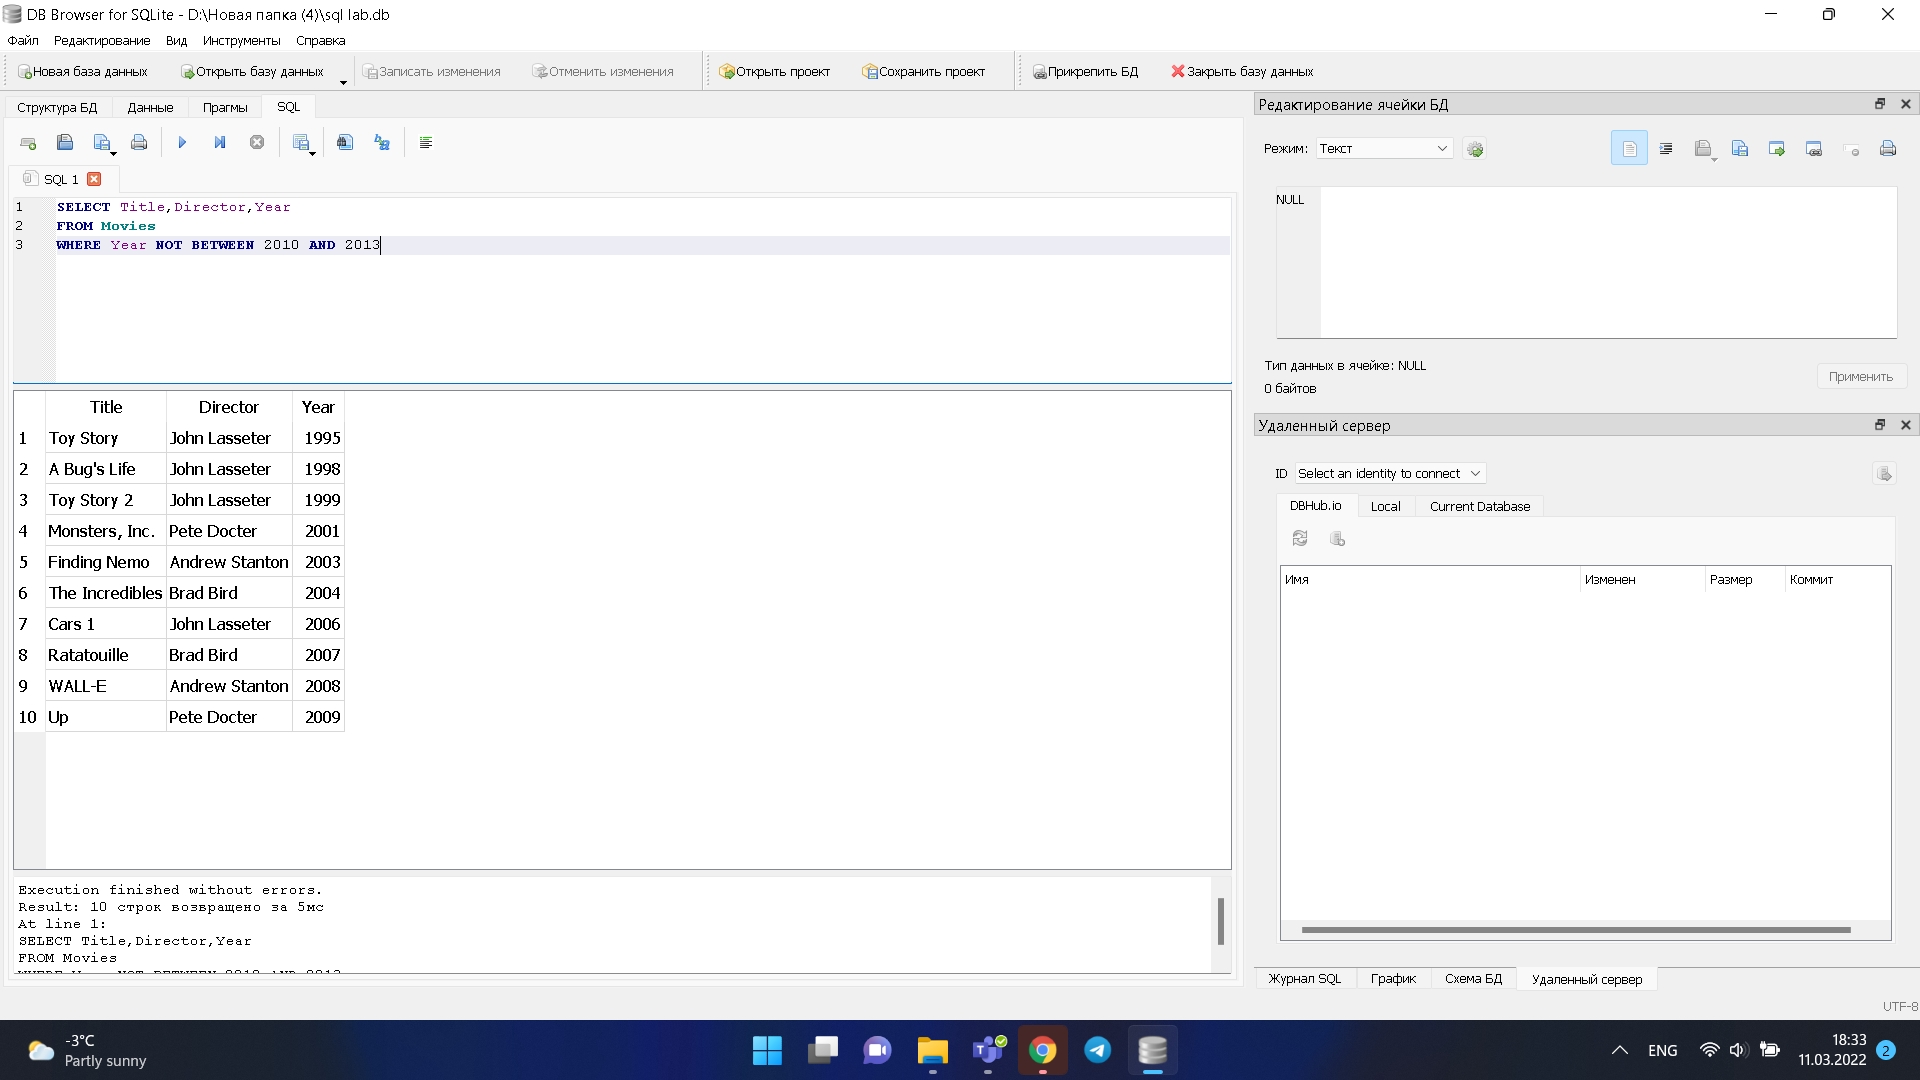 DB Browser for SQLite - D:\Новая папка (4)\sql lab.db
Файл Редактирование Вид Инструменты Справка
Новая база данных Открыть базу данных Записать изменения Отменить изменения Открыть проект Сохранить проект Прикрепить БД Закрыть базу данных
Структура БД Данные Прагмы SQL
SQL 1
1 SELECT Title,Director,Year
2 FROM Movies
3 WHERE Year NOT BETWEEN 2010 AND 2013
Title Director Year
1 Toy Story John Lasseter 1995
2 A Bug's Life John Lasseter 1998
3 Toy Story 2 John Lasseter 1999
4 Monsters, Inc. Pete Docter 2001
5 Finding Nemo Andrew Stanton 2003
6 The Incredibles Brad Bird 2004
7 Cars 1 John Lasseter 2006
8 Ratatouille Brad Bird 2007
9 WALL-E Andrew Stanton 2008
10 Up Pete Docter 2009
Execution finished without errors.
Result: 10 строк возвращено за 5мс
At line 1:
SELECT Title,Director,Year
FROM Movies
WHERE Year NOT BETWEEN 2010 AND 2013
Редактирование ячейки БД
Режим: Текст
NULL
Тип данных в ячейке: NULL
0 байтов
Применить
Удаленный сервер
ID Select an identity to connect
DBHub.io Local Current Database
Имя Изменен Размер Коммит
Журнал SQL График Схема БД Удаленный сервер
UTF-8
-3°C
Partly sunny
ENG
18:33
11.03.2022
2